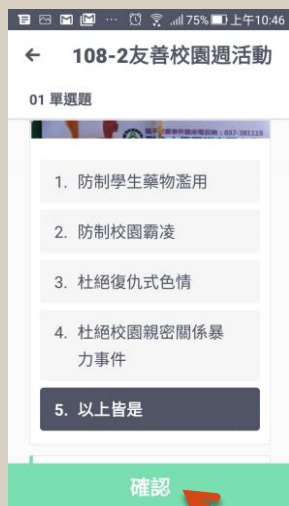 75% 上午10:46
108-2友善校園週活動
01 單選題
1. 防制學生藥物濫用
2. 防制校園霸凌
3. 杜絕復仇式色情
4. 杜絕校園親密關係暴
力事件
5. 以上皆是
確認